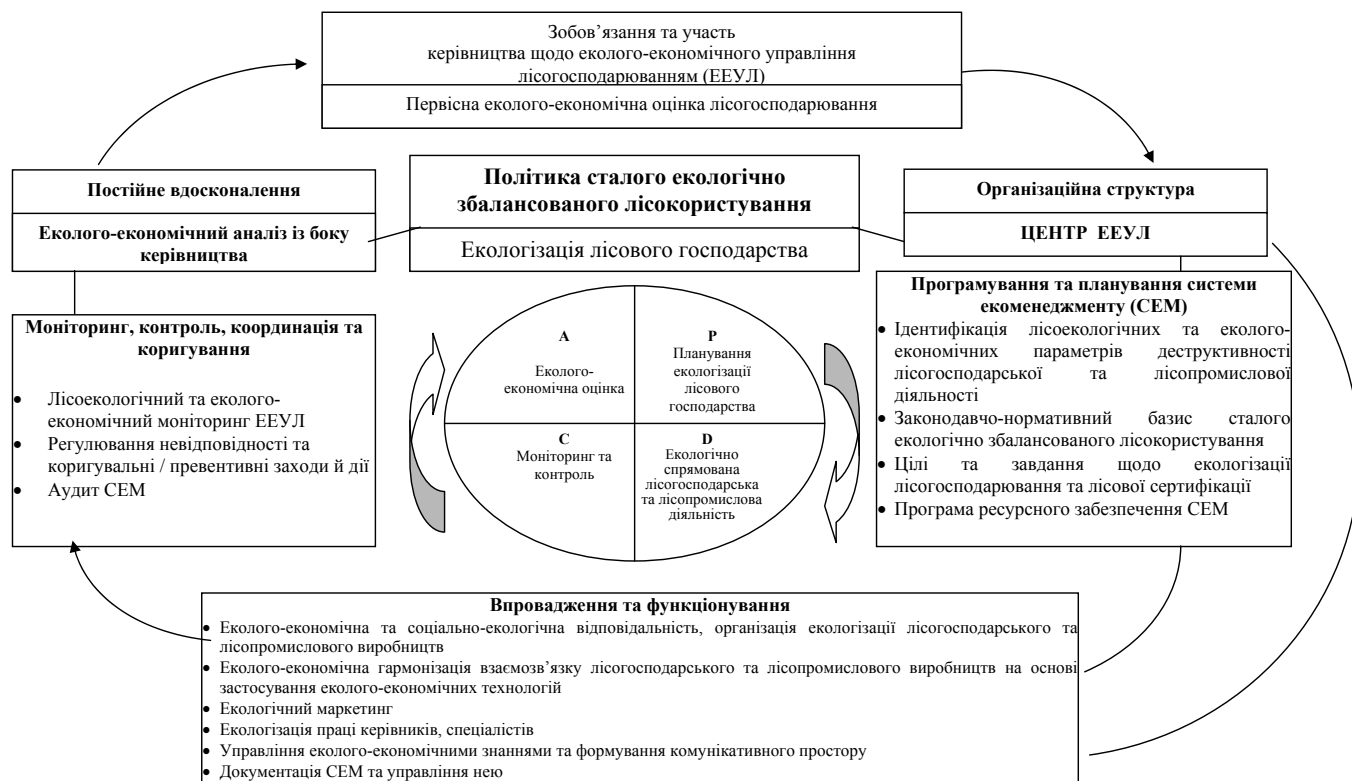 Зобов’язання та участь
керівництва щодо еколого-економічного управління
лісогосподарюванням (ЕЕУЛ)
Первісна еколого-економічна оцінка лісогосподарювання
Постійне вдосконалення
Еколого-економічний аналіз із боку
керівництва
Політика сталого екологічно
збалансованого лісокористування
Екологізація лісового господарства
Організаційна структура
ЦЕНТР ЕЕУЛ
Моніторинг, контроль, координація та
коригування
• Лісоекологічний та еколого-
економічний моніторинг ЕЕУЛ
• Регулювання невідповідності та
коригувальні / превентивні заходи й дії
• Аудит СЕМ
А
Еколого-
економічна оцінка
Р
Планування
екологізації
лісового
господарства
С
Моніторинг та
контроль
D
Екологічно
спрямована
лісогосподарська
та лісопромислова
діяльність
Програмування та планування системи
екоменеджменту (СЕМ)
• Ідентифікація лісоекологічних та еколого-
економічних параметрів деструктивності
лісогосподарської та лісопромислової
діяльності
• Законодавчо-нормативний базис сталого
екологічно збалансованого лісокористування
• Цілі та завдання щодо екологізації
лісогосподарювання та лісової сертифікації
• Програма ресурсного забезпечення СЕМ
Впровадження та функціонування
• Еколого-економічна та соціально-екологічна відповідальність, організація екологізації лісогосподарського та
лісопромислового виробництв
• Еколого-економічна гармонізація взаємозв’язку лісогосподарського та лісопромислового виробництв на основі
застосування еколого-економічних технологій
• Екологічний маркетинг
• Екологізація праці керівників, спеціалістів
• Управління еколого-економічними знаннями та формування комунікативного простору
• Документація СЕМ та управління нею